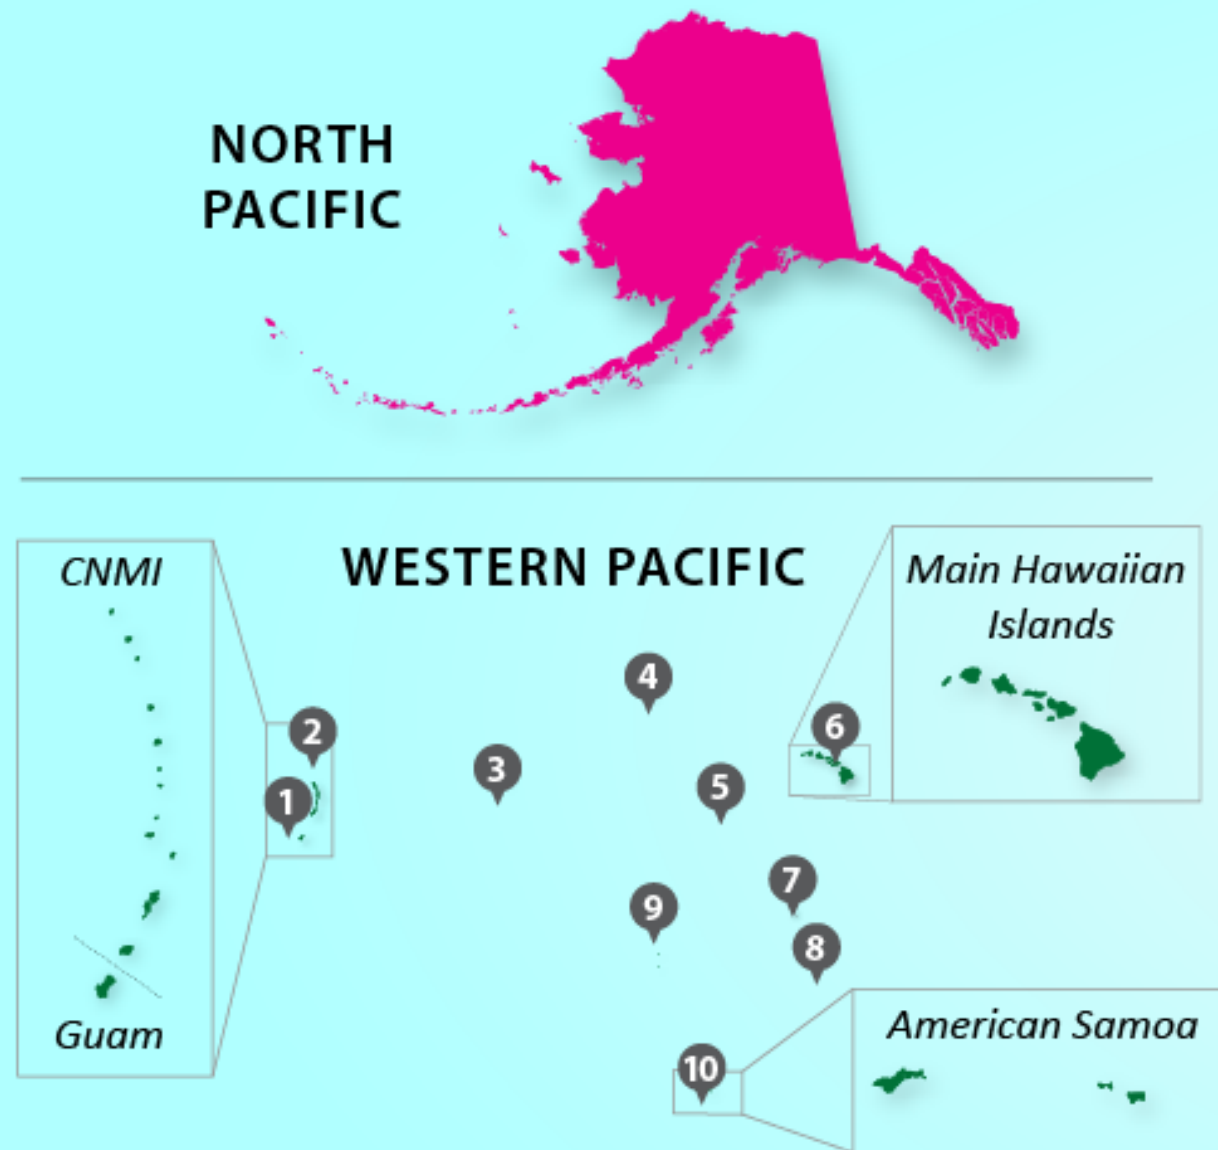 NORTH
PACIFIC
WESTERN PACIFIC
CNMI
Guam
Main Hawaiian
Islands
4
2
6
3
5
1
7
9
8
American Samoa
10